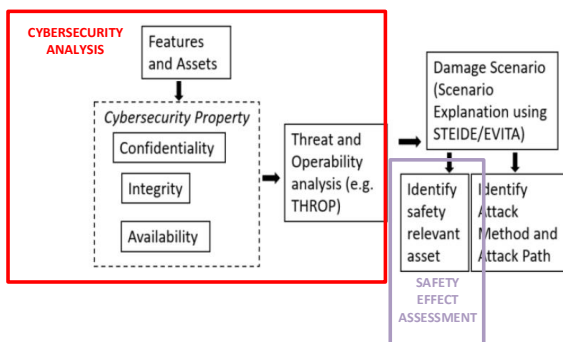 CYBERSECURITY
ANALYSIS
Features
and Assets
Cybersecurity Property
Confidentiality
Integrity
Availability
Threat and
Operability
analysis (e.g.
THROP)
Damage Scenario
(Scenario
Explanation using
STEIDE/EVITA)
Identify
safety
relevant
asset
Identify
Attack
Method and
Attack Path
SAFETY
EFFECT
ASSESSMENT